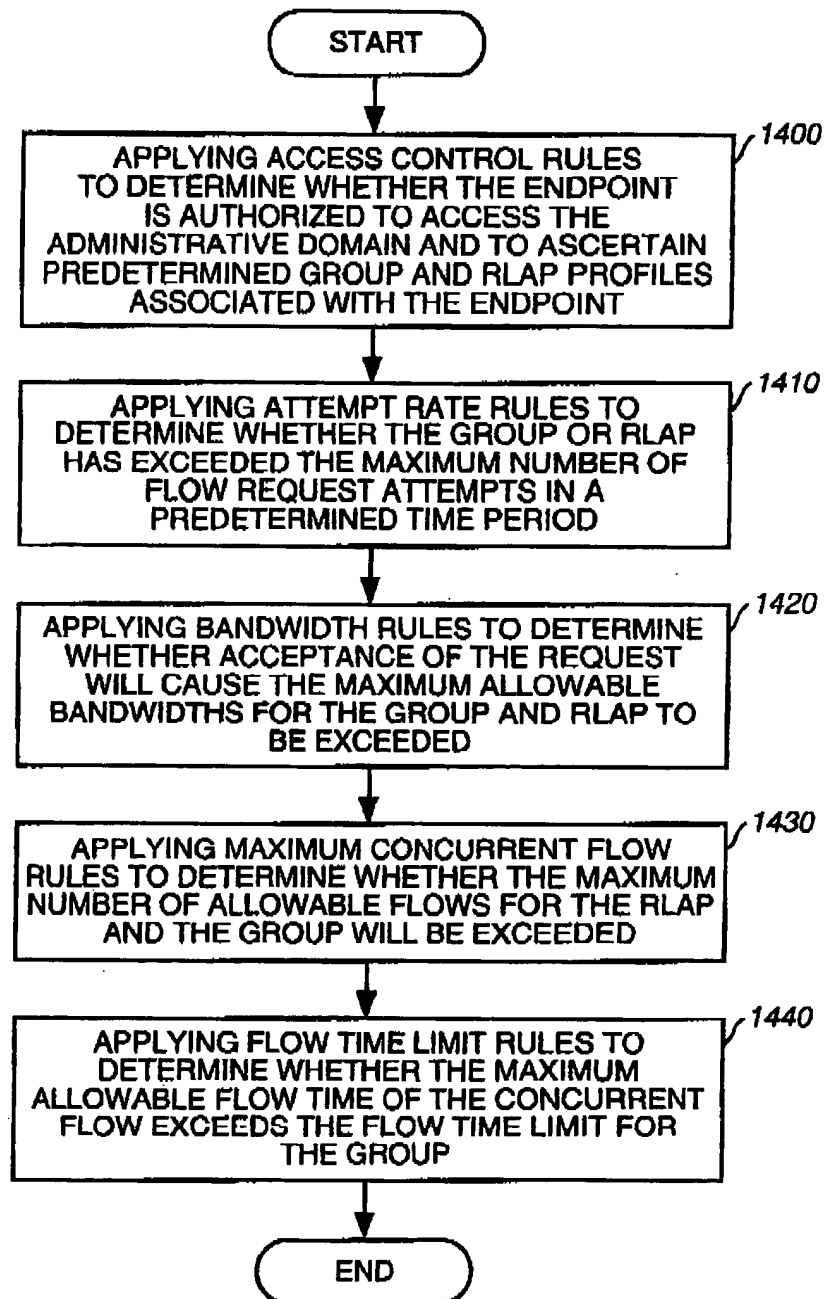 START
1400
APPLYING ACCESS CONTROL RULES
TO DETERMINE WHETHER THE ENDPOINT
IS AUTHORIZED TO ACCESS THE
ADMINISTRATIVE DOMAIN AND TO ASCERTAIN
PREDETERMINED GROUP AND RLAP PROFILES
ASSOCIATED WITH THE ENDPOINT
1410
APPLYING ATTEMPT RATE RULES TO
DETERMINE WHETHER THE GROUP OR RLAP
HAS EXCEEDED THE MAXIMUM NUMBER OF
FLOW REQUEST ATTEMPTS IN A
PREDETERMINED TIME PERIOD
1420
APPLYING BANDWIDTH RULES TO DETERMINE
WHETHER ACCEPTANCE OF THE REQUEST
WILL CAUSE THE MAXIMUM ALLOWABLE
BANDWIDTHS FOR THE GROUP AND RLAP TO
BE EXCEEDED
1430
APPLYING MAXIMUM CONCURRENT FLOW
RULES TO DETERMINE WHETHER THE MAXIMUM
NUMBER OF ALLOWABLE FLOWS FOR THE RLAP
AND THE GROUP WILL BE EXCEEDED
1440
APPLYING FLOW TIME LIMIT RULES TO
DETERMINE WHETHER THE MAXIMUM
ALLOWABLE FLOW TIME OF THE CONCURRENT
FLOW EXCEEDS THE FLOW TIME LIMIT FOR
THE GROUP
END